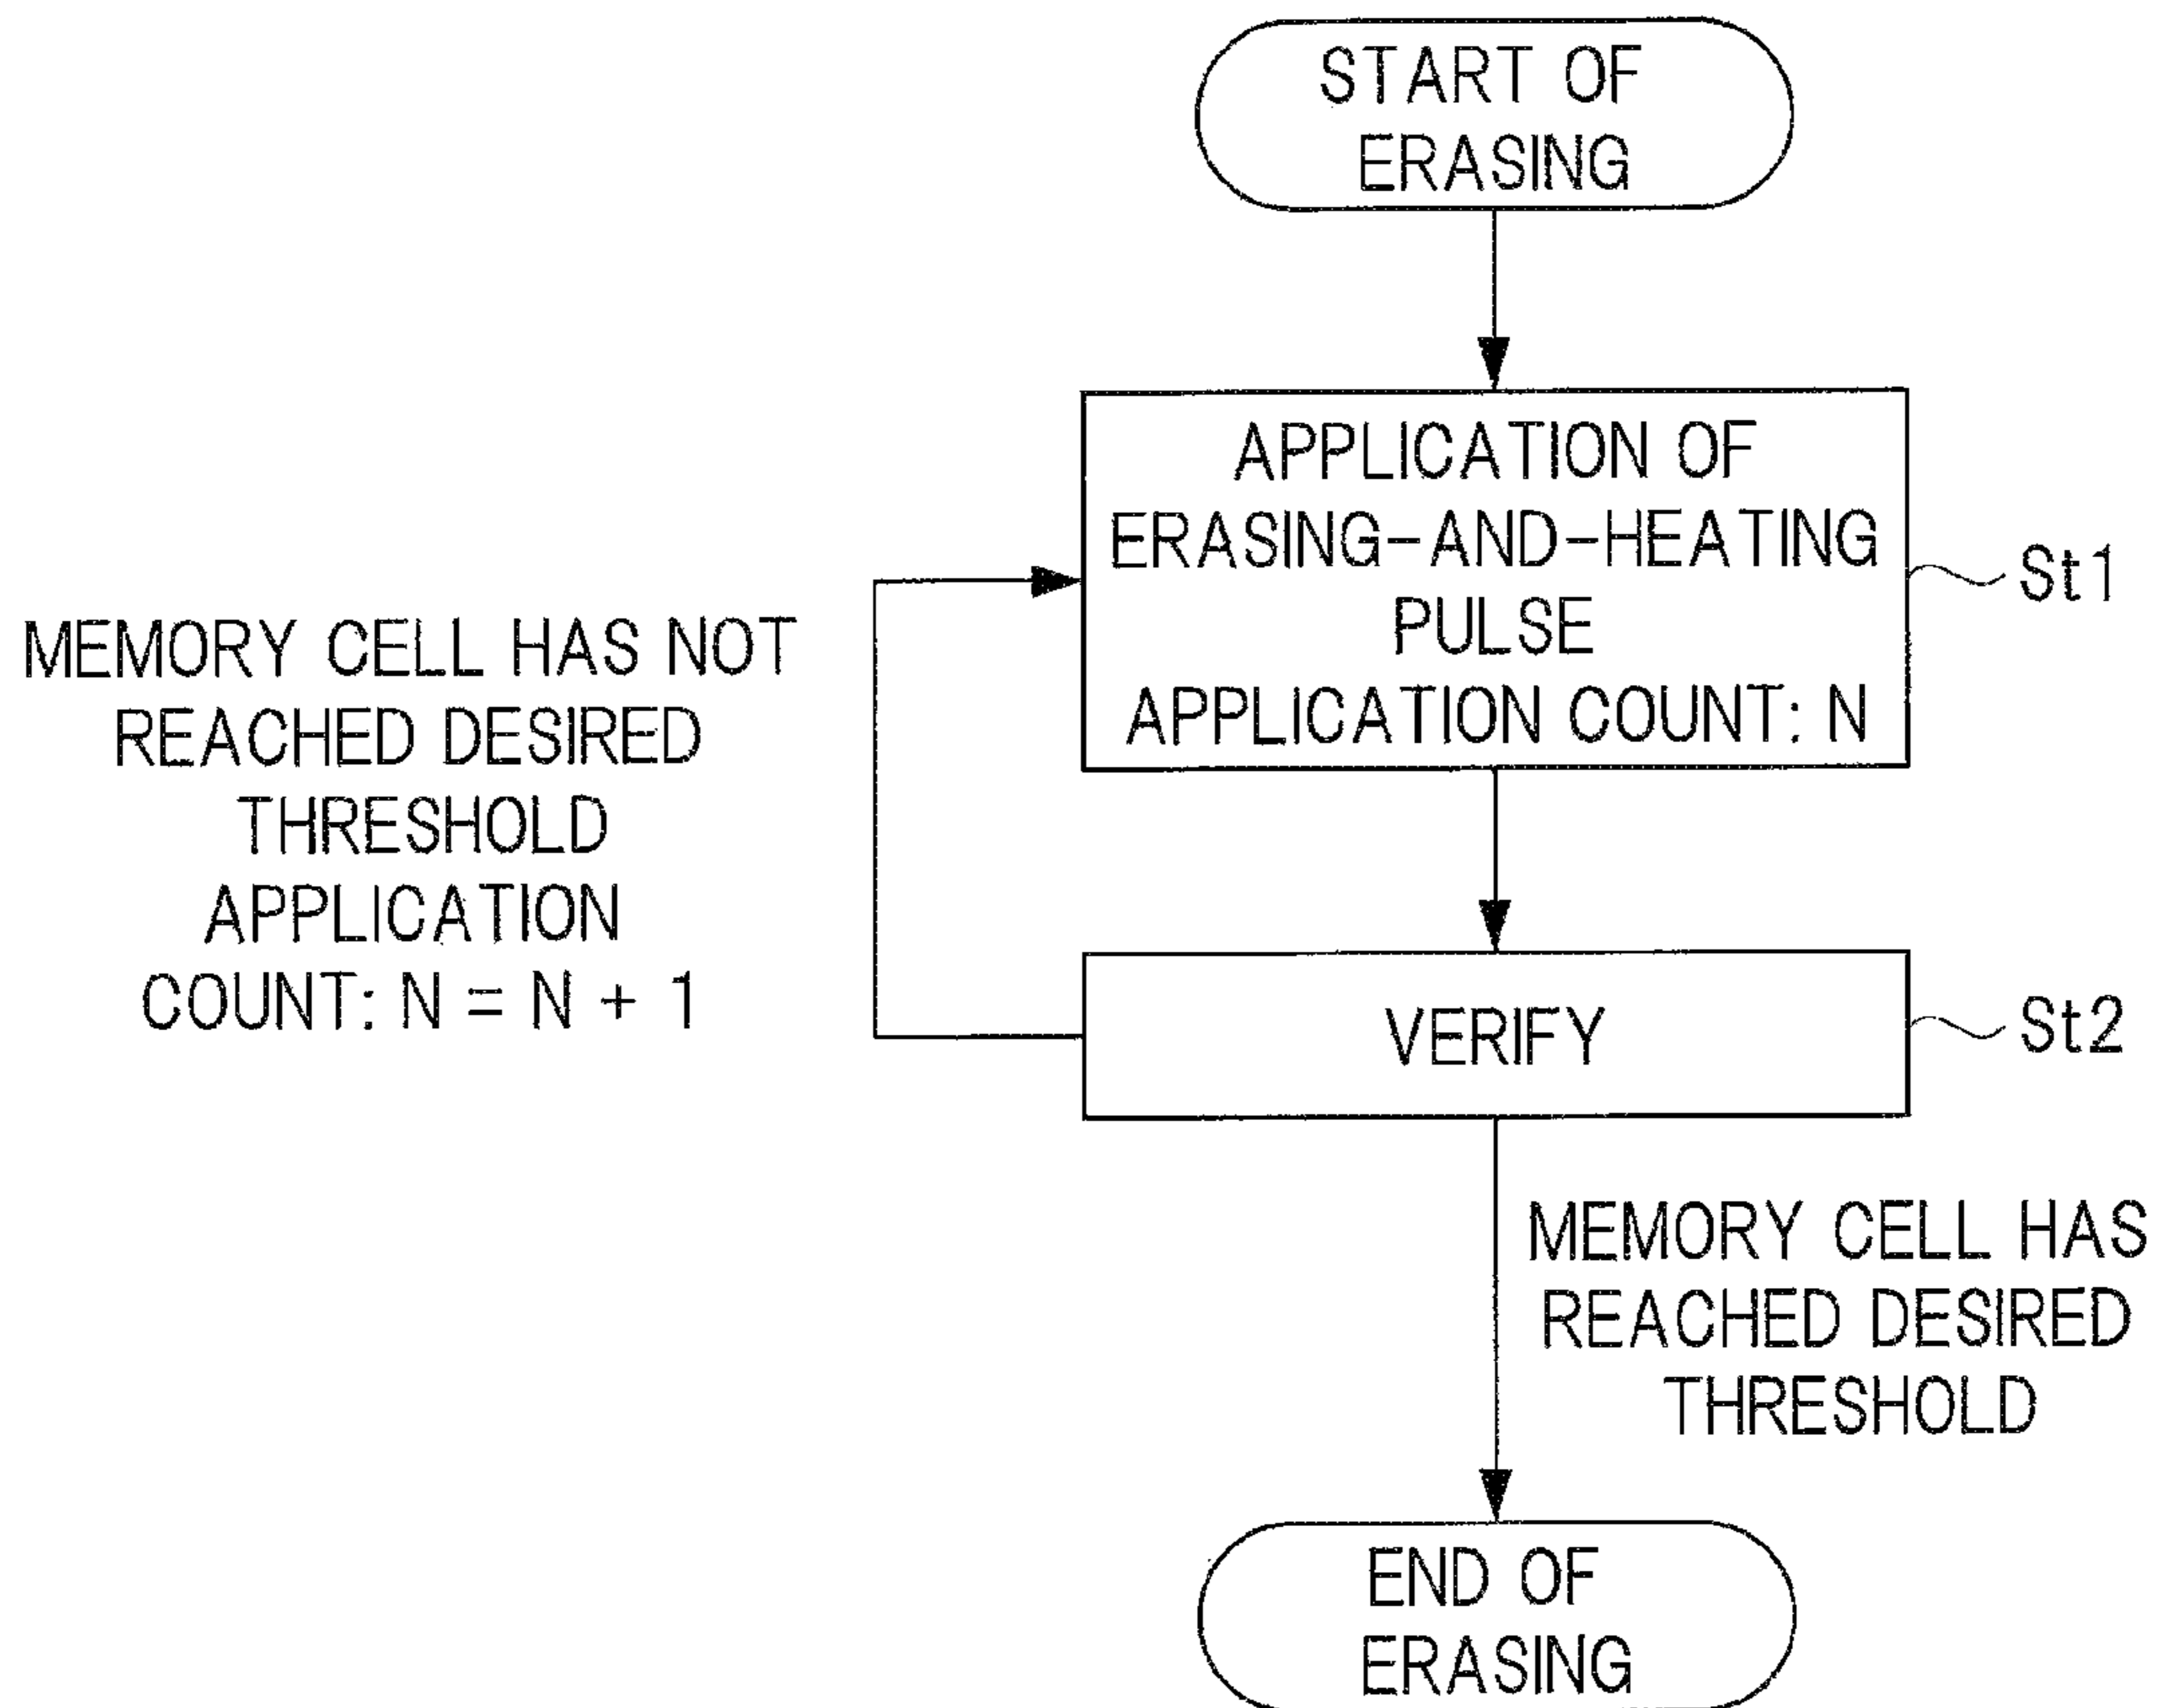 START OF
ERASING
APPLICATION OF
ERASING-AND-HEATING
PULSE
APPLICATION COUNT: N
St1
MEMORY CELL HAS NOT
REACHED DESIRED
THRESHOLD
APPLICATION
COUNT: N = N + 1
VERIFY
St2
MEMORY CELL HAS
REACHED DESIRED
THRESHOLD
END OF
ERASING